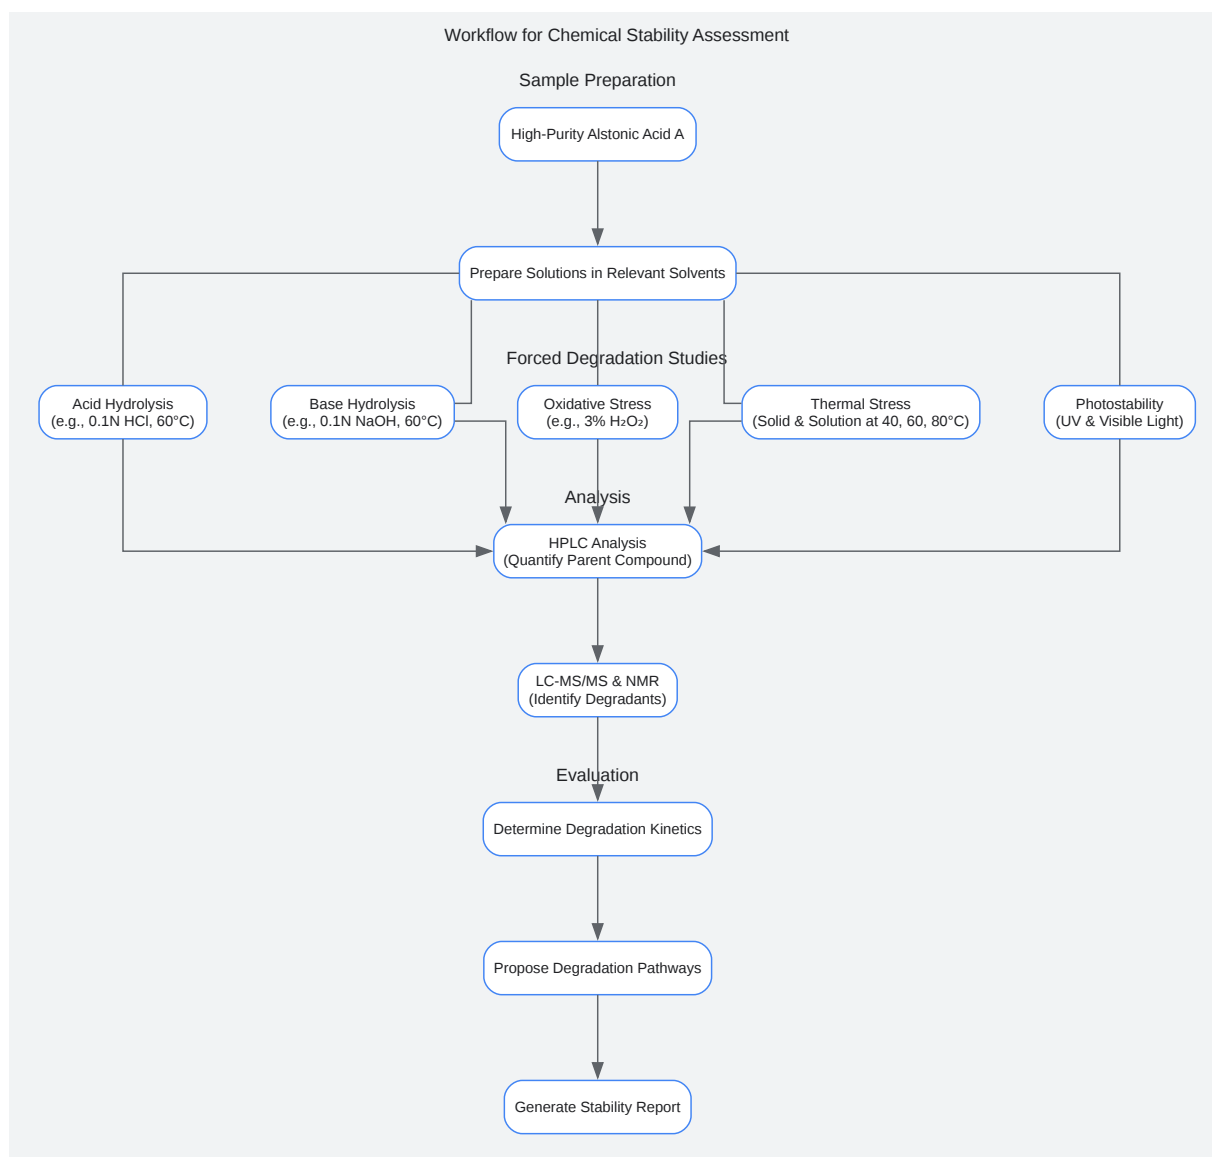 Workflow for Chemical Stability Assessment
Sample Preparation
High-Purity Alstonic Acid A
Prepare Solutions in Relevant Solvents
Forced Degradation Studies
Acid Hydrolysis
(e.g., 0.1N HCl, 60°C)
Base Hydrolysis
(e.g., 0.1N NaOH, 60°C)
Oxidative Stress
(e.g., 3% H₂O₂)
Thermal Stress
(Solid & Solution at 40, 60, 80°C)
Photostability
(UV & Visible Light)
Analysis
HPLC Analysis
(Quantify Parent Compound)
LC-MS/MS & NMR
(Identify Degradants)
Evaluation
Determine Degradation Kinetics
Propose Degradation Pathways
Generate Stability Report